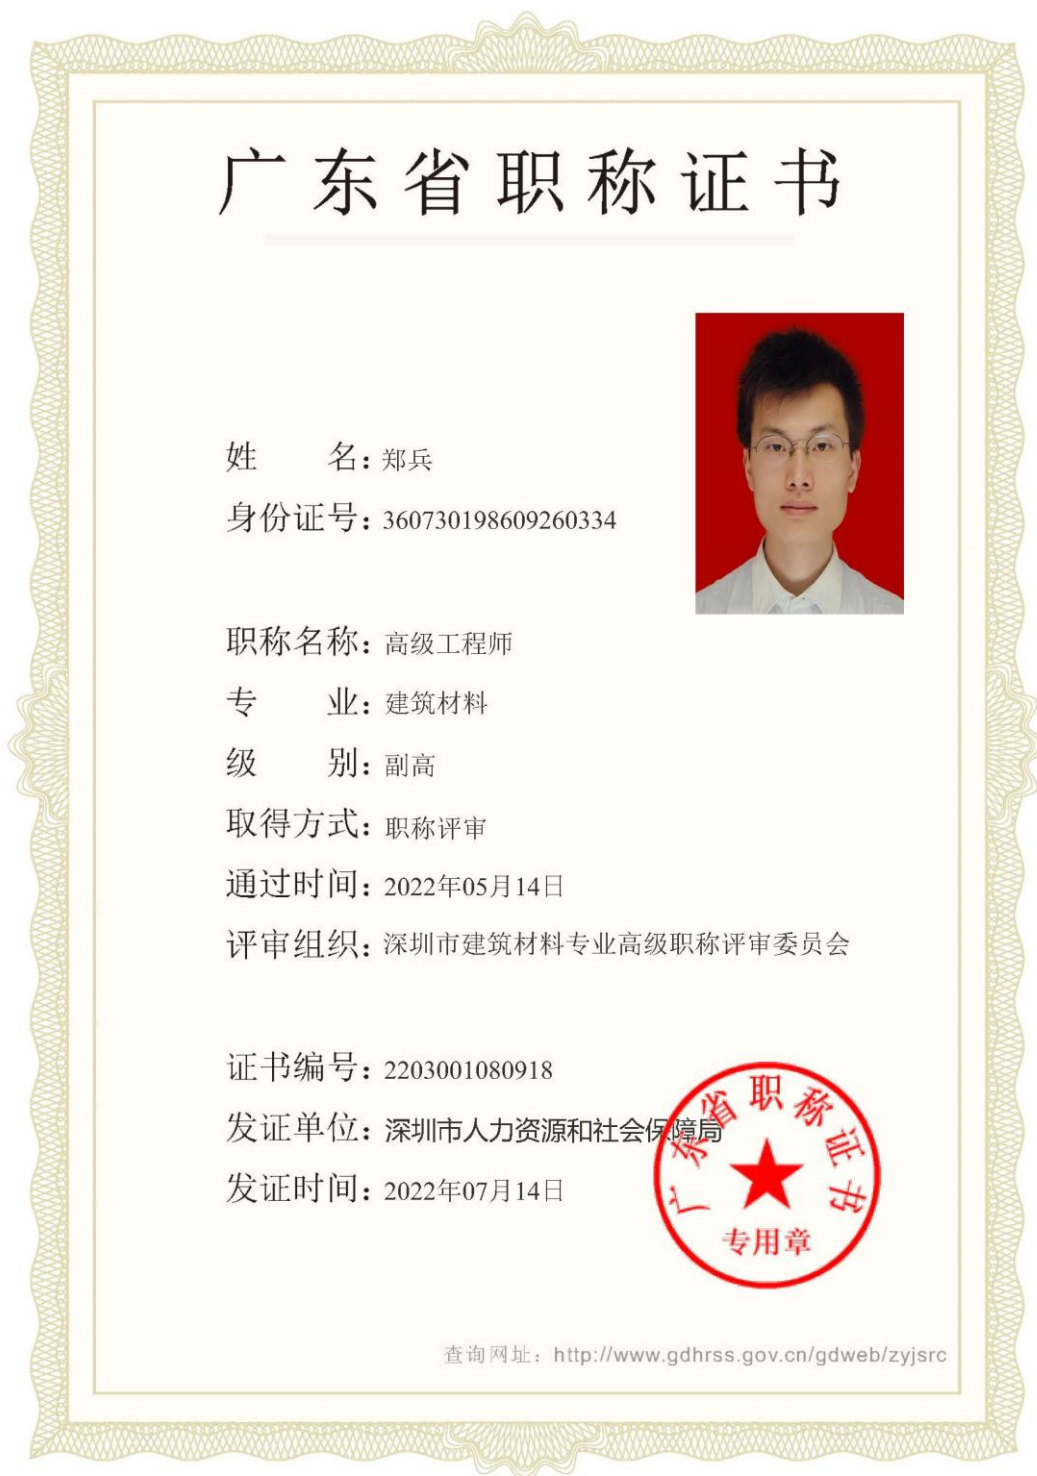 广东省职称证书
姓 名：郑兵
身份证号：360730198609260334
职称名称：高级工程师
专 业：建筑材料
级 别：副高
取得方式：职称评审
通过时间：2022年05月14日
评审组织：深圳市建筑材料专业高级职称评审委员会
证书编号：2203001080918
发证单位：深圳市人力资源和社会保障局
发证时间：2022年07月14日
广东省职称证书
专用章
查询网址：http://www.gdhrss.gov.cn/gdweb/zyjsrc